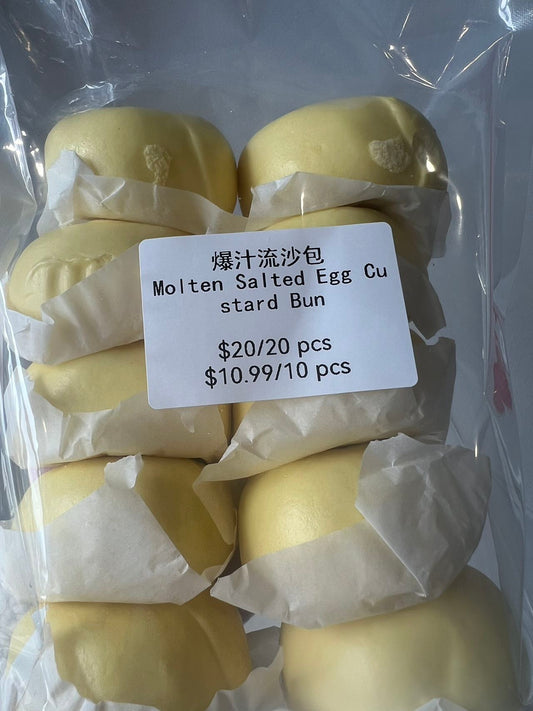 爆汁流沙包
Molten Salted Egg Cu
stard Bun
$20/20 pcs
$10.99/10 pcs